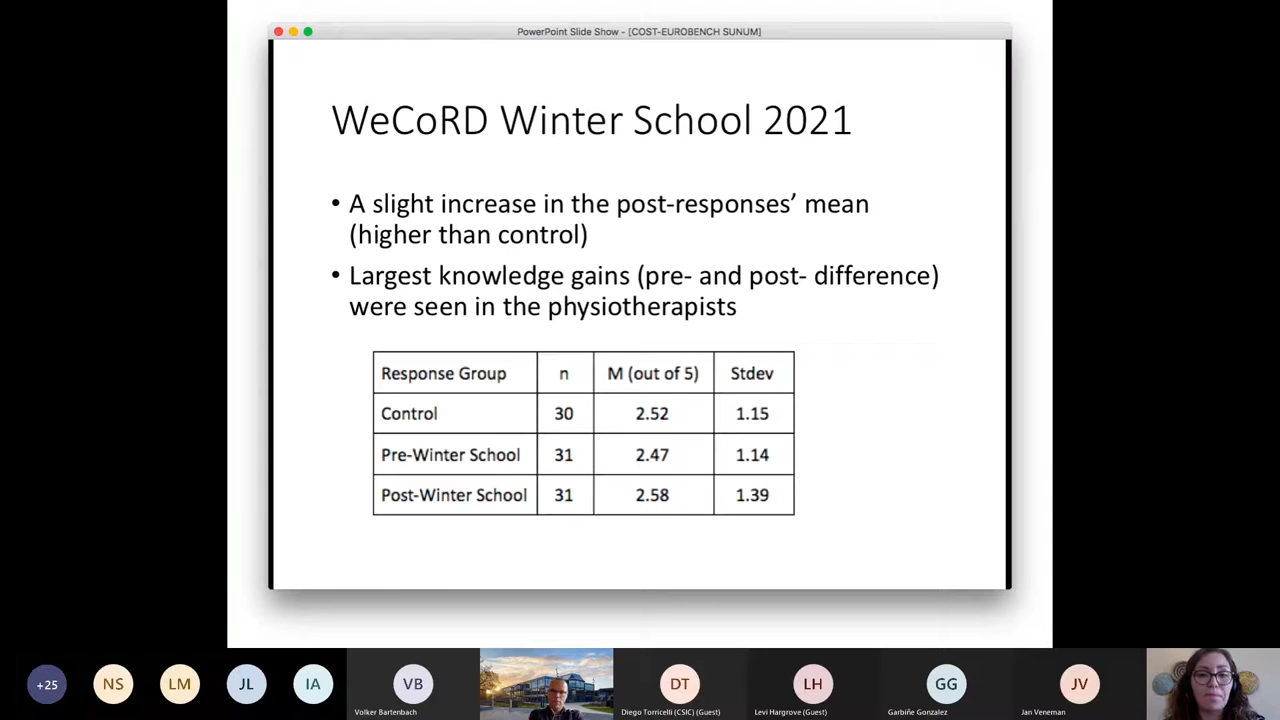 PowerPoint Slide Show - [COST-EUROBENCH SUNUM]
WeCoRD Winter School 2021
• A slight increase in the post-responses’ mean
(higher than control)
• Largest knowledge gains (pre- and post- difference)
were seen in the physiotherapists
Response Group n M (out of 5) Stdev
Control 30 2.52 1.15
Pre-Winter School 31 2.47 1.14
Post-Winter School 31 2.58 1.39
+25 NS LM JL IA VB DT LH GG JV
Volker Bartenbach Diego Torricelli (CSIC) (Guest) Levi Hargrove (Guest) Garbiñe Gonzalez Jan Veneman